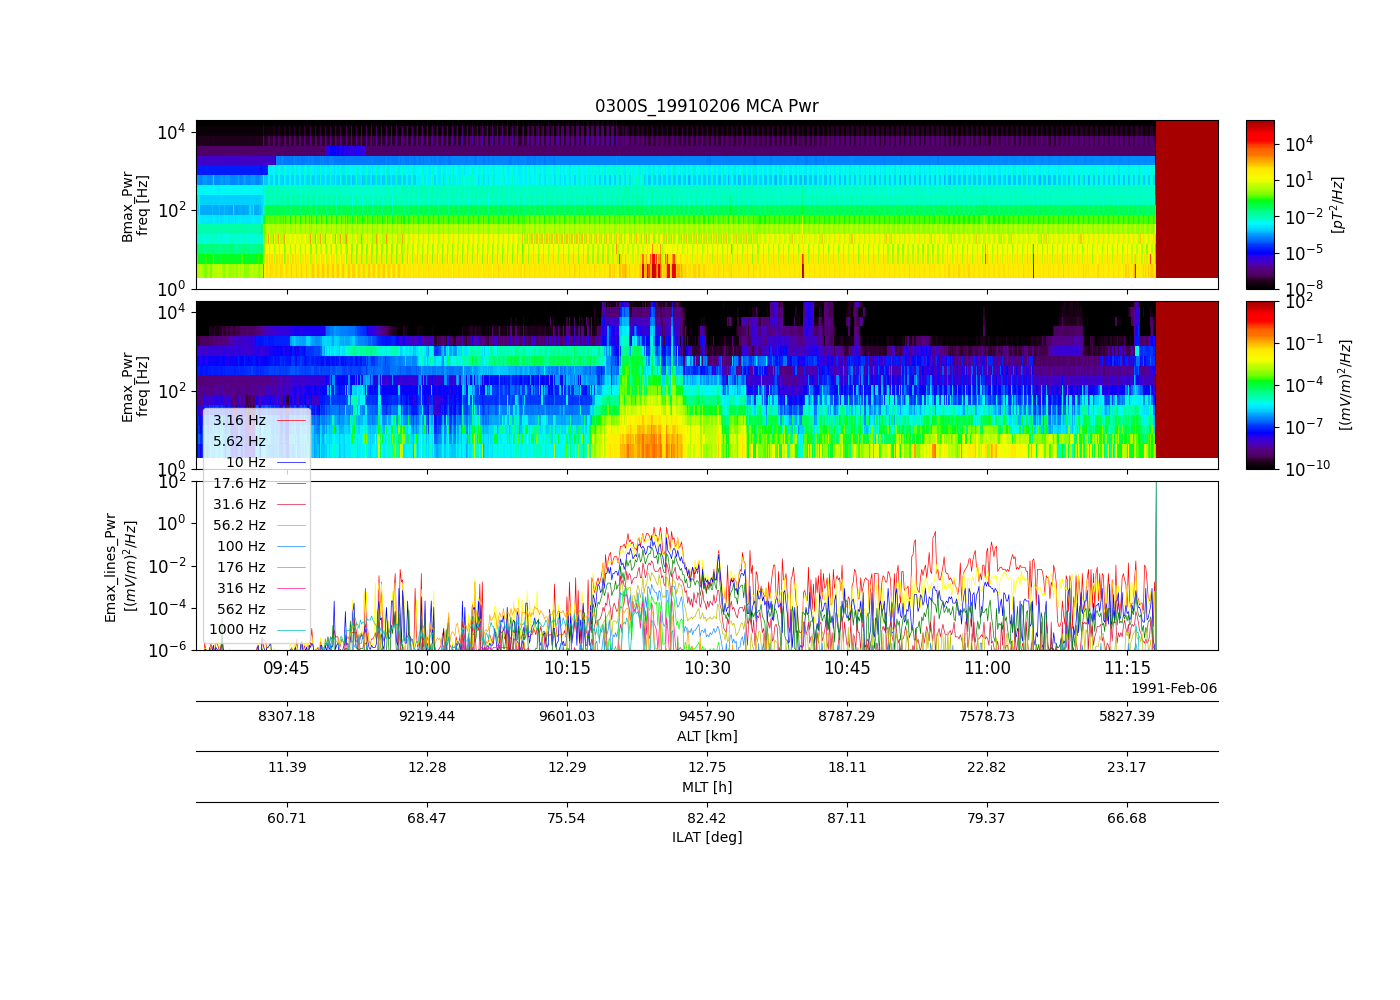 0300S_19910206 MCA Pwr
10^4
10^2
10^0
Bmax_Pwr
freq [Hz]
10^4
10^1
10^-2
10^-5
10^-8
[pT^2/Hz]
10^4
10^2
10^0
Emax_Pwr
freq [Hz]
10^2
10^-1
10^-4
10^-7
10^-10
[(mV/m)^2/Hz]
3.16 Hz
5.62 Hz
10 Hz
17.6 Hz
31.6 Hz
56.2 Hz
100 Hz
176 Hz
316 Hz
562 Hz
1000 Hz
10^2
10^0
10^-2
10^-4
10^-6
Emax_lines_Pwr
[(mV/m)^2/Hz]
09:45 10:00 10:15 10:30 10:45 11:00 11:15
1991-Feb-06
8307.18 9219.44 9601.03 9457.90 8787.29 7578.73 5827.39
ALT [km]
11.39 12.28 12.29 12.75 18.11 22.82 23.17
MLT [h]
60.71 68.47 75.54 82.42 87.11 79.37 66.68
ILAT [deg]